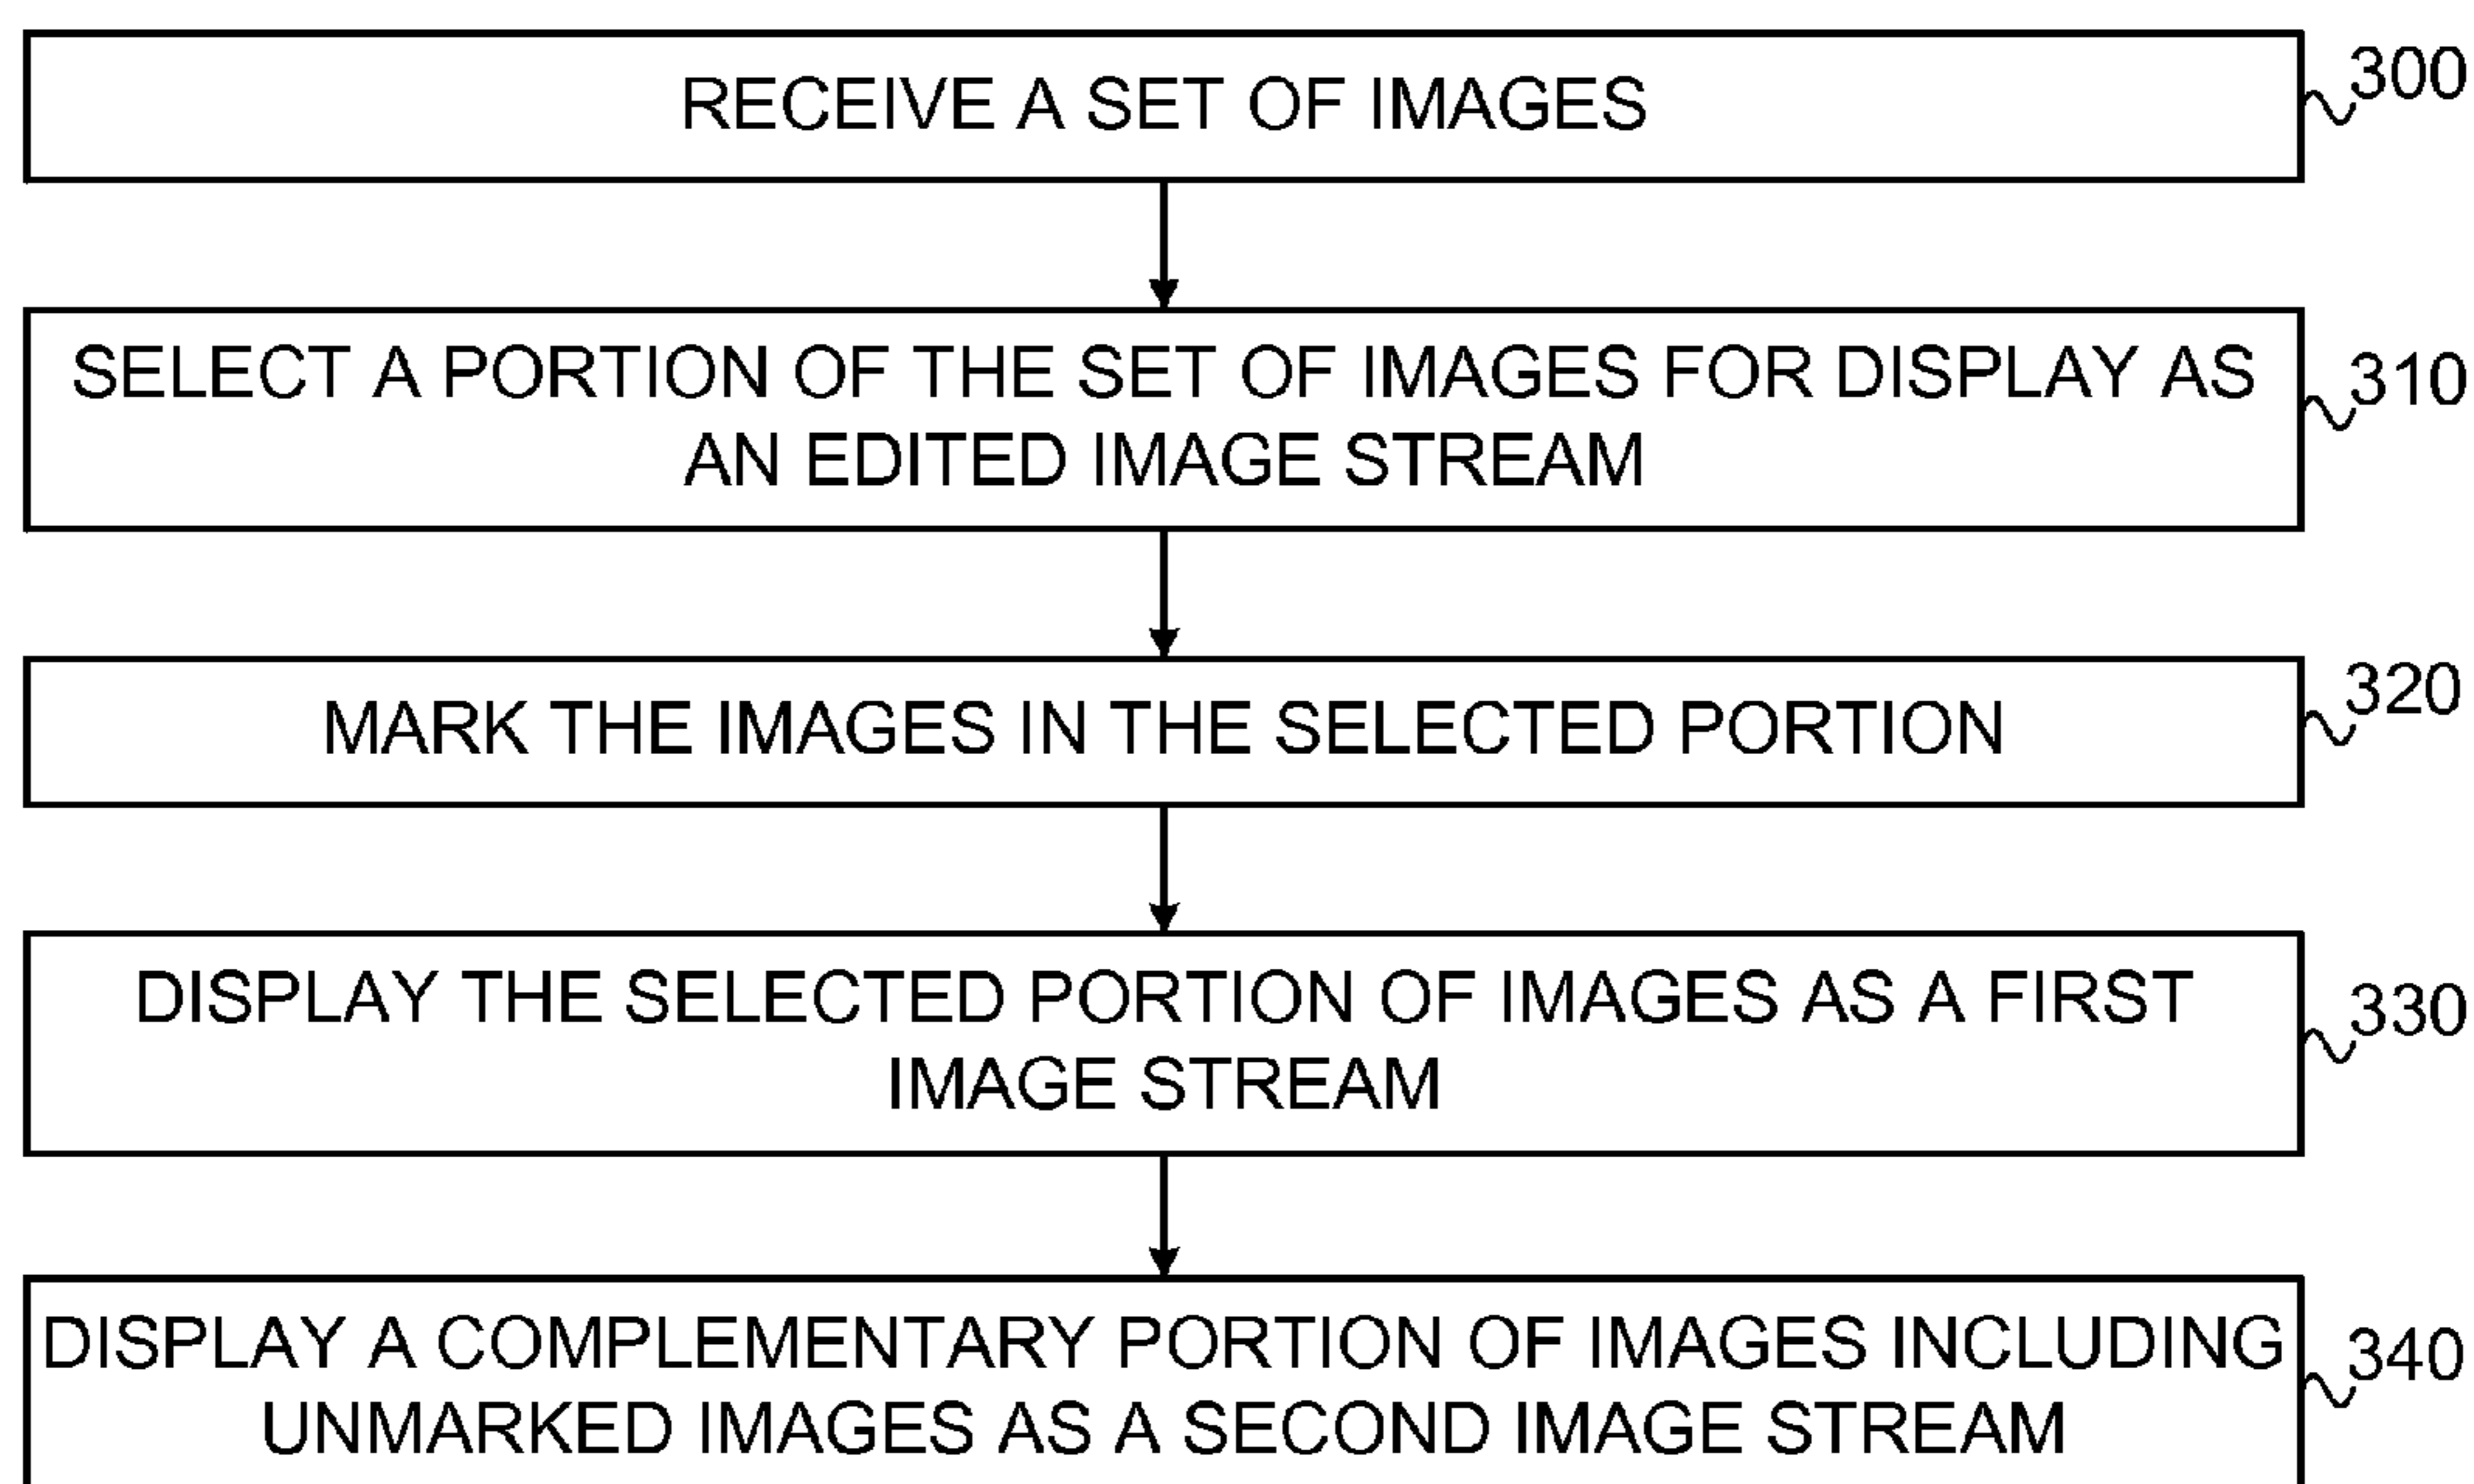 RECEIVE A SET OF IMAGES
300
SELECT A PORTION OF THE SET OF IMAGES FOR DISPLAY AS
AN EDITED IMAGE STREAM
310
MARK THE IMAGES IN THE SELECTED PORTION
320
DISPLAY THE SELECTED PORTION OF IMAGES AS A FIRST
IMAGE STREAM
330
DISPLAY A COMPLEMENTARY PORTION OF IMAGES INCLUDING
UNMARKED IMAGES AS A SECOND IMAGE STREAM
340